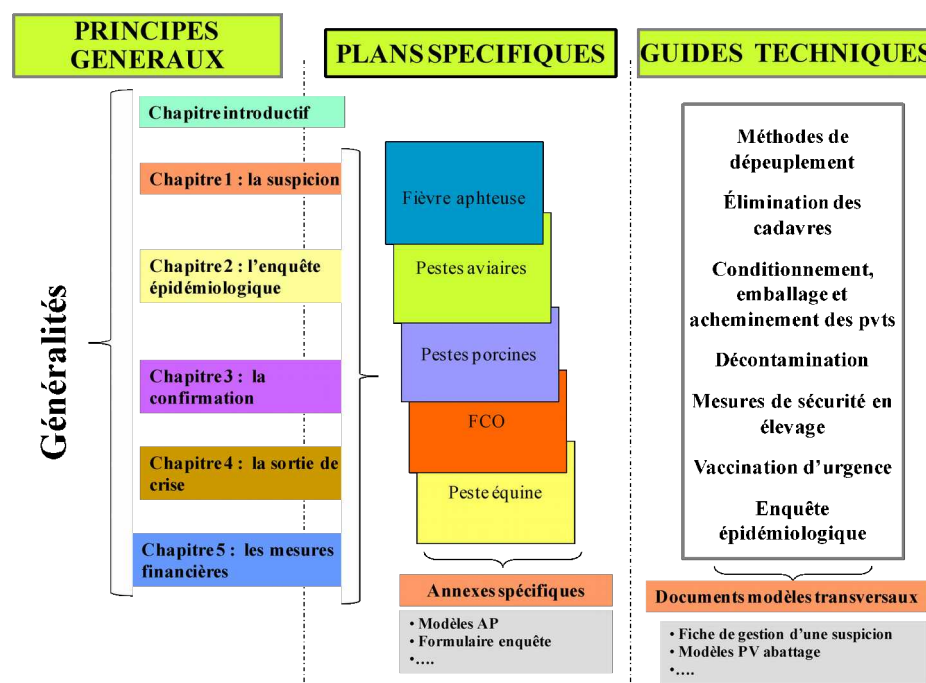 PRINCIPES
GENERAUX
Généralités
Chapitre introductif
Chapitre 1 : la suspicion
Chapitre 2 : l'enquête
épidémiologique
Chapitre 3 : la
confirmation
Chapitre 4 : la sortie de
crise
Chapitre 5 : les mesures
financières
PLANS SPECIFIQUES
Fièvre aphteuse
Pestes aviaires
Pestes porcines
FCO
Peste équine
Annexes spécifiques
• Modèles AP
• Formulaire enquête
• ....
GUIDES TECHNIQUES
Méthodes de
dépeuplement
Élimination des
cadavres
Conditionnement,
emballage et
acheminement des pvts
Décontamination
Mesures de sécurité en
élevage
Vaccination d'urgence
Enquête
épidémiologique
Documents modèles transversaux
• Fiche de gestion d'une suspicion
• Modèles PV abattage
• ....